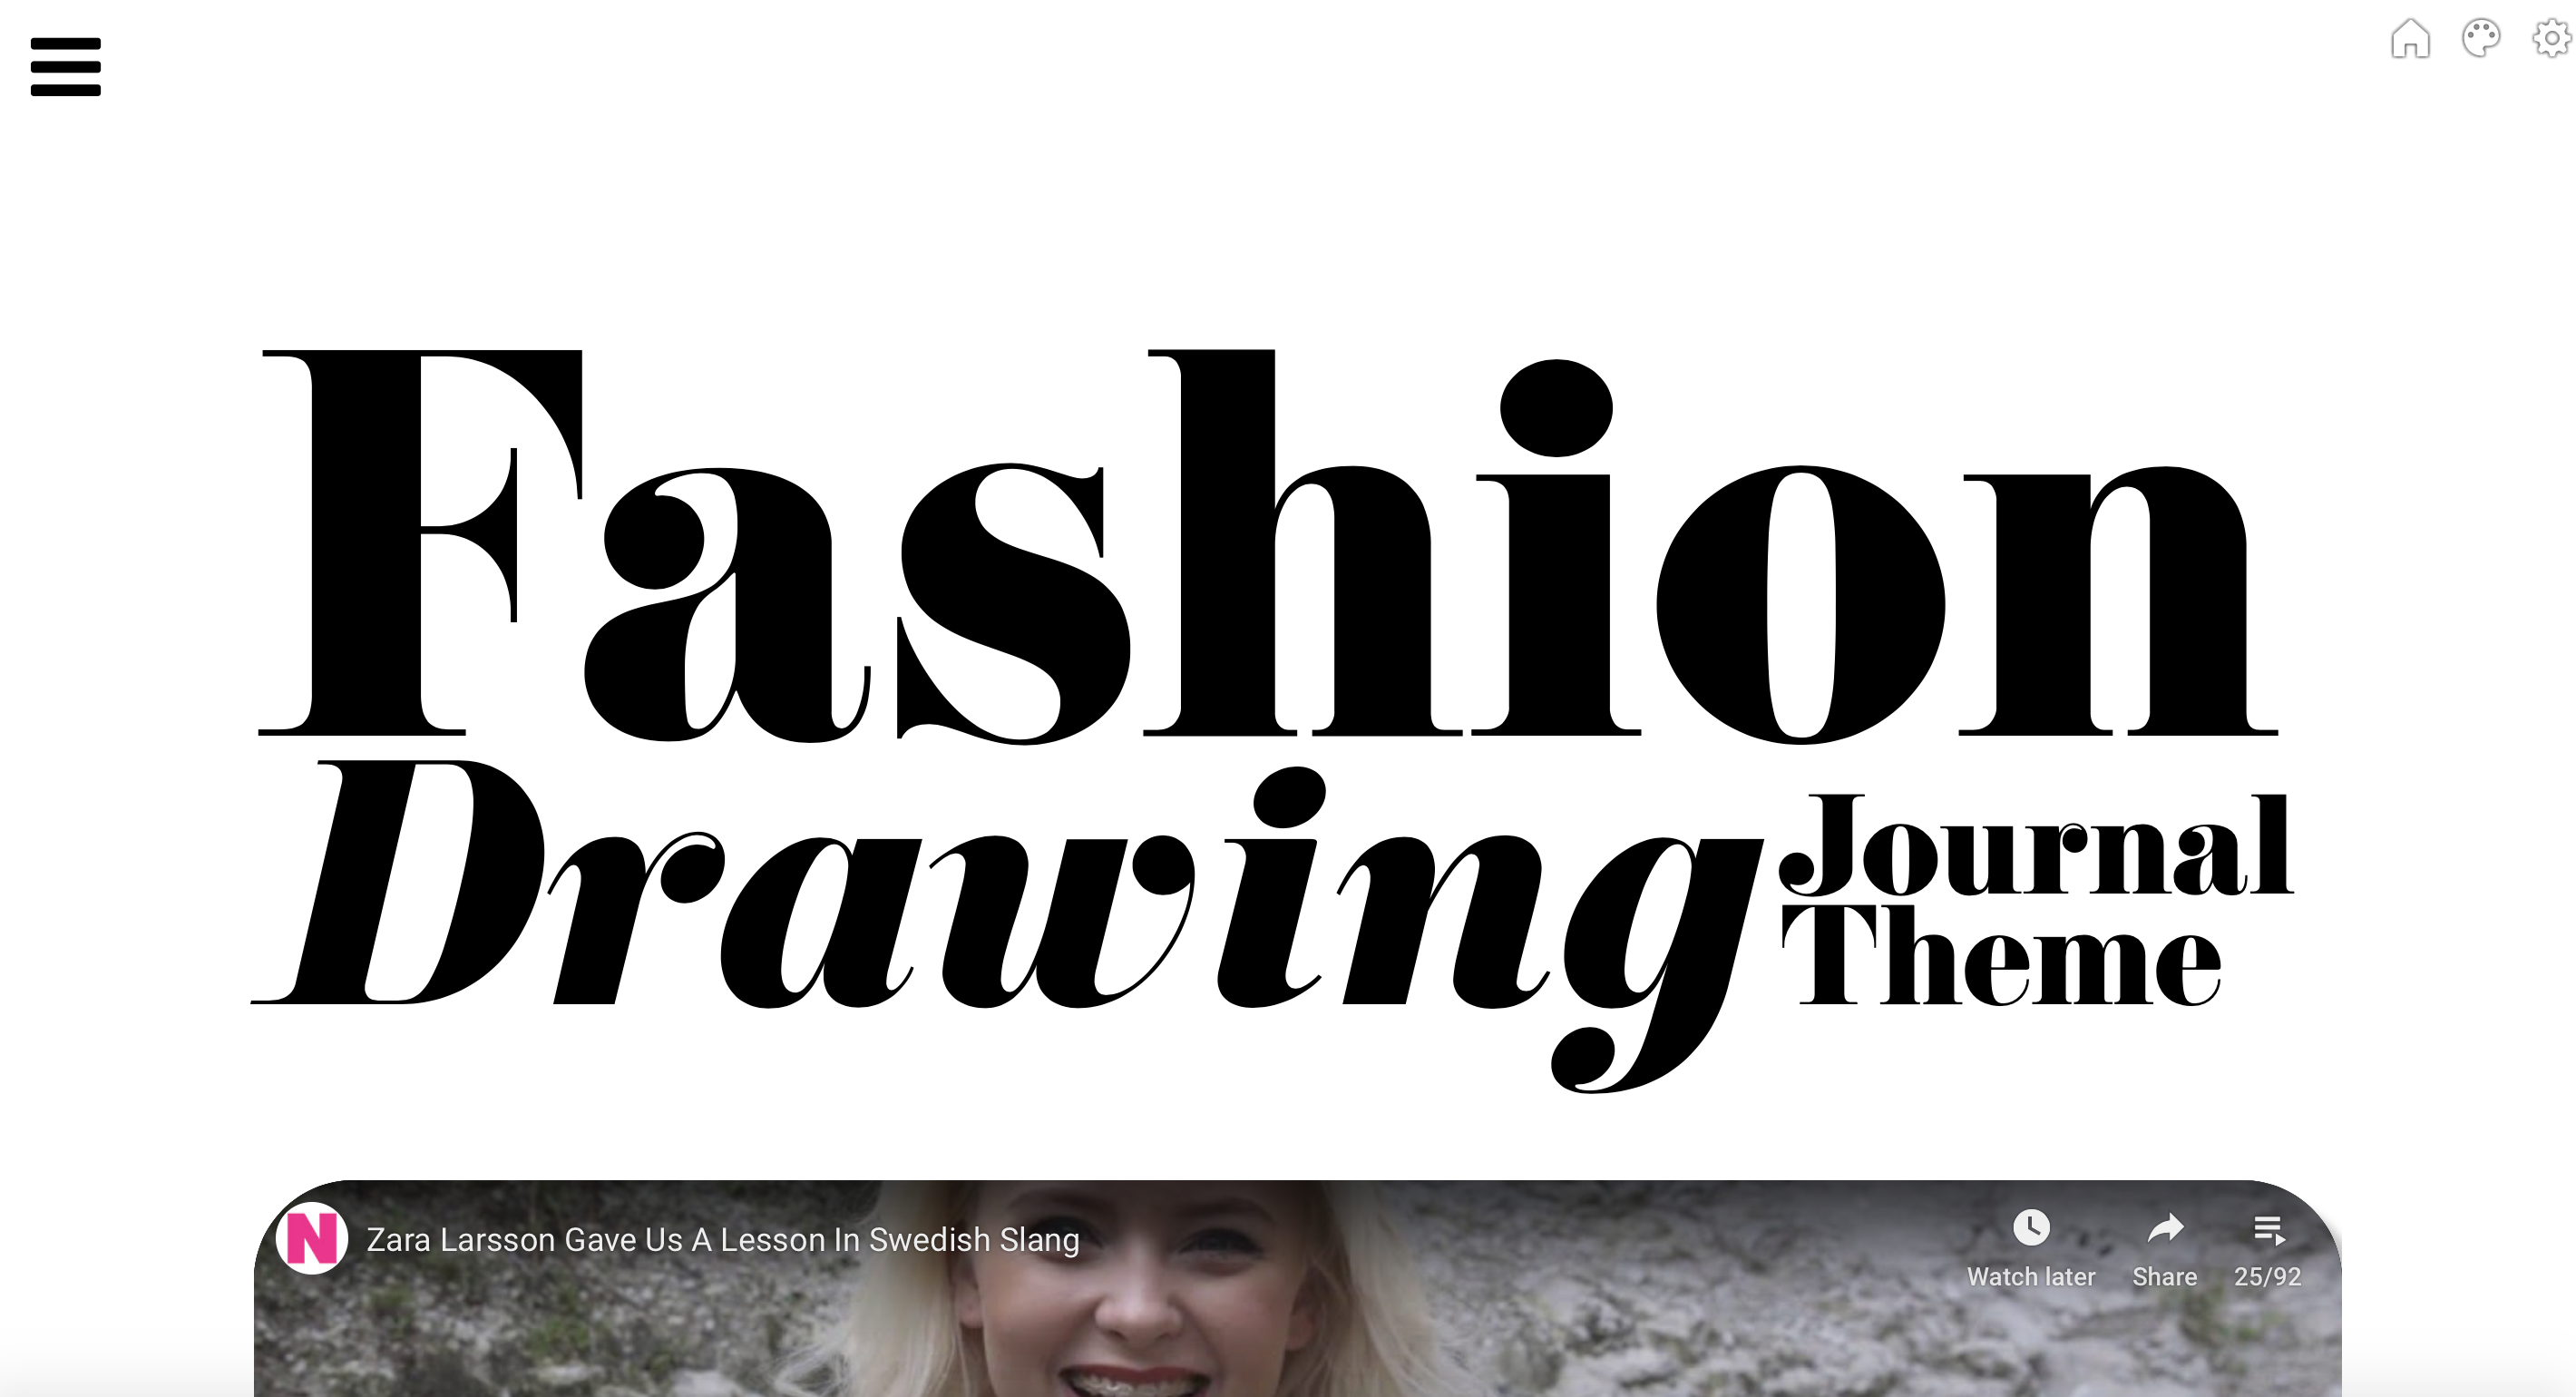 Fashion
Drawing
Journal
Theme
N
Zara Larsson Gave Us A Lesson In Swedish Slang
Watch later
Share
25/92